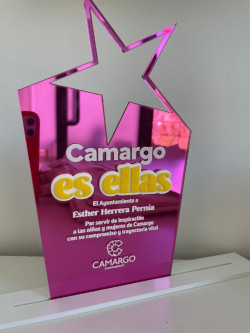 Camargo
es ellas
El Ayuntamiento a
Esther Herrera Pernia
Por servir de inspiración
a las niñas y mujeres de Camargo
con su compromiso y trayectoria vital
CAMARGO